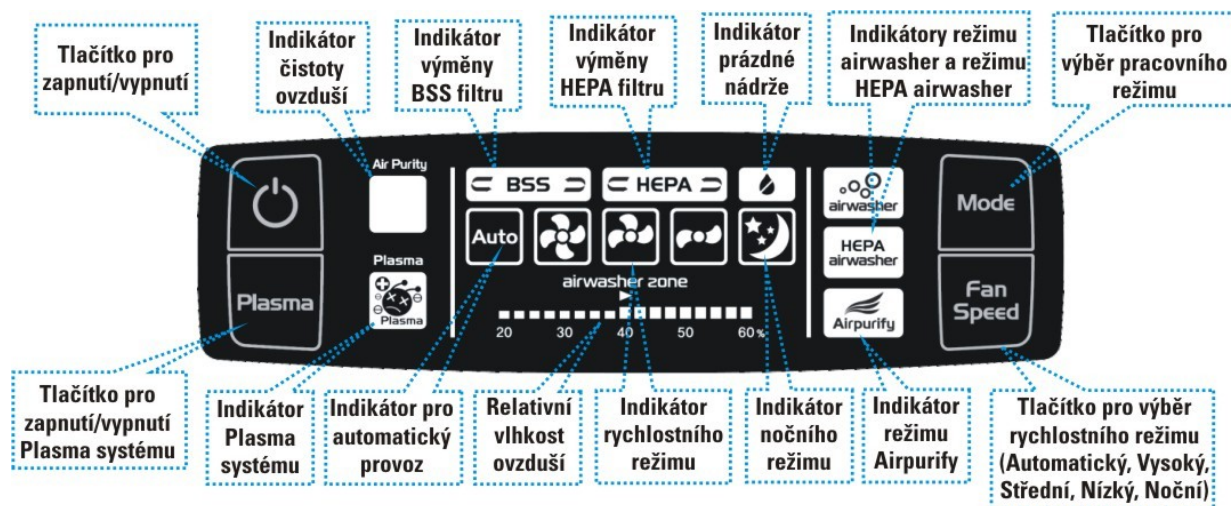 Tlačítko pro
zapnutí/vypnutí
Indikátor
čistoty
ovzduší
Indikátor
výměny
BSS filtru
Indikátor
výměny
HEPA filtru
Indikátor
prázdné
nádrže
Indikátory režimu
airwasher a režimu
HEPA airwasher
Tlačítko pro
výběr pracovního
režimu
Air Purity
BSS
HEPA
airwasher
Mode
Auto
HEPA
airwasher
Plasma
Plasma
Plasma
airwasher zone
20 30 40 50 60 %
Airpurify
Fan
Speed
Tlačítko pro
zapnutí/vypnutí
Plasma systému
Indikátor
Plasma
systému
Indikátor pro
automatický
provoz
Relativní
vlhkost
ovzduší
Indikátor
rychlostního
režimu
Indikátor
nočního
režimu
Indikátor
režimu
Airpurify
Tlačítko pro výběr
rychlostního režimu
(Automatický, Vysoký,
Střední, Nízký, Noční)